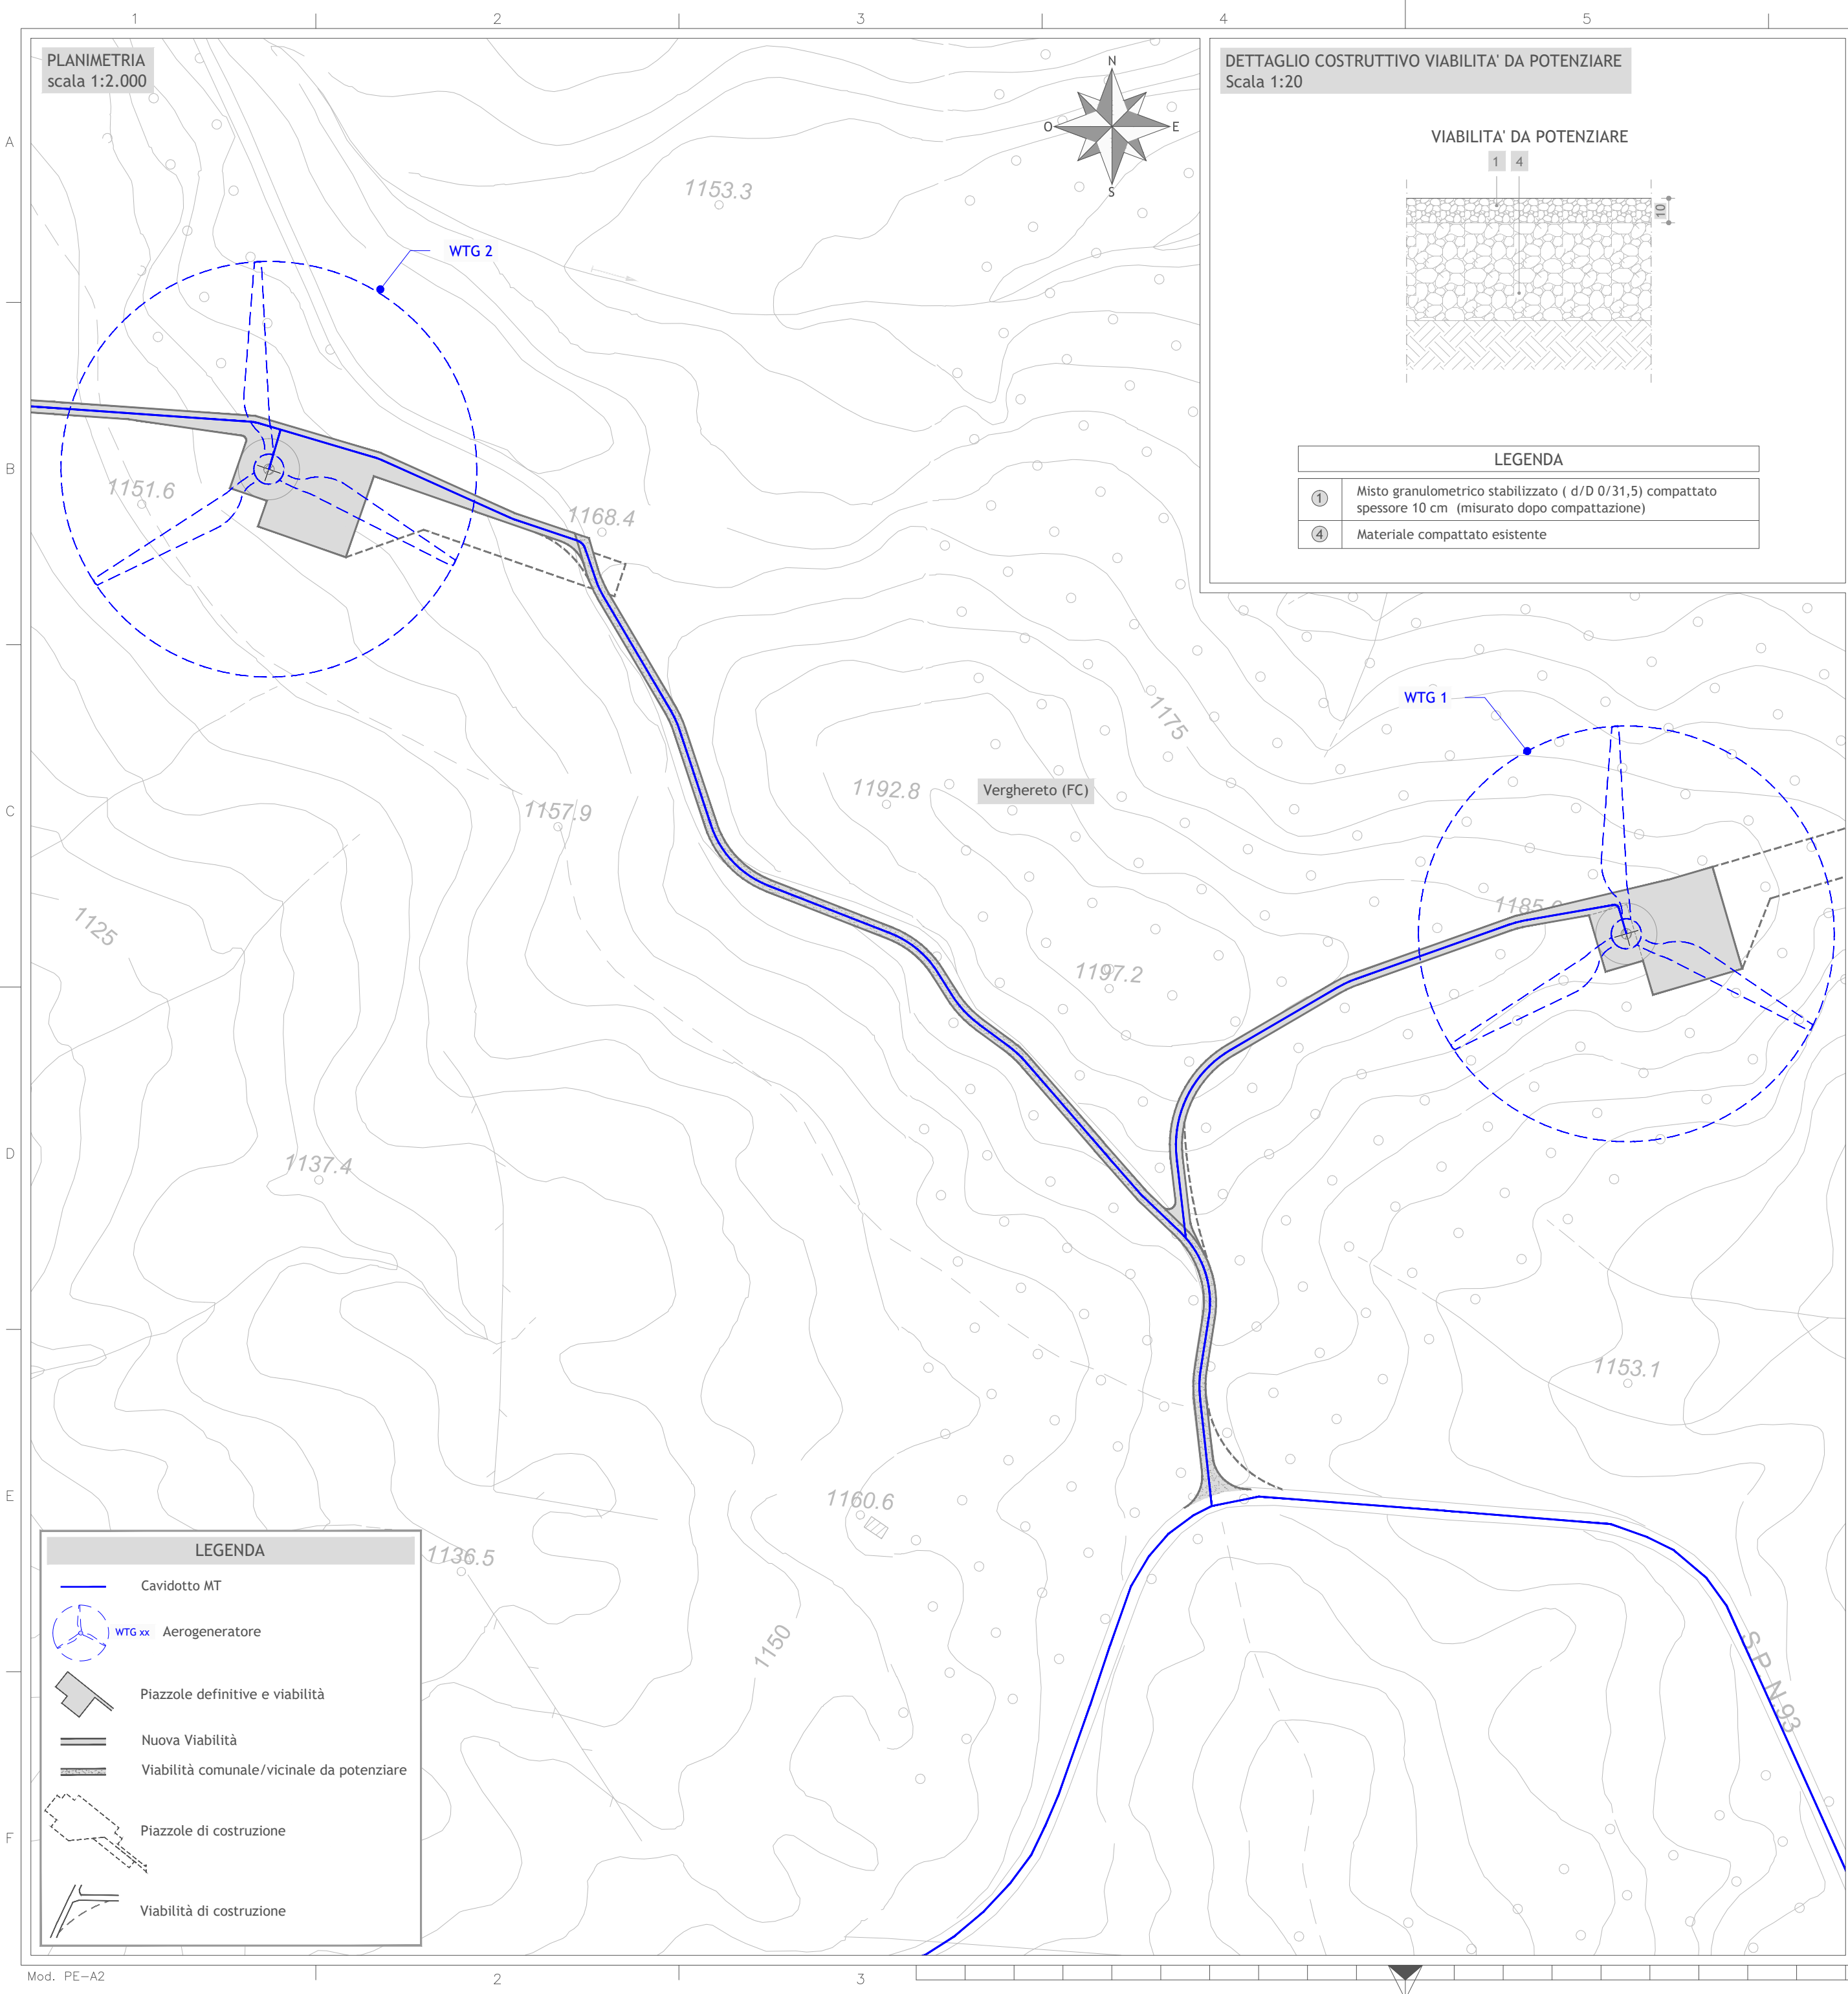 1 2 3 4 5
PLANIMETRIA
scala 1:2.000
N
O E
S
DETTAGLIO COSTRUTTIVO VIABILITA' DA POTENZIARE
Scala 1:20
VIABILITA' DA POTENZIARE
1 4
10
LEGENDA
1 Misto granulometrico stabilizzato ( d/D 0/31,5) compattato
spessore 10 cm (misurato dopo compattazione)
4 Materiale compattato esistente
A
B
C
D
E
F
1153.3
WTG 2
1151.6
1168.4
WTG 1
1175
1192.8
Verghereto (FC)
1157.9
1125
1197.2
1137.4
1153.1
1160.6
1136.5
1150
S.P. N.93
LEGENDA
Cavidotto MT
WTG xx Aerogeneratore
Piazzole definitive e viabilità
Nuova Viabilità
Viabilità comunale/vicinale da potenziare
Piazzole di costruzione
Viabilità di costruzione
Mod. PE-A2
2 3